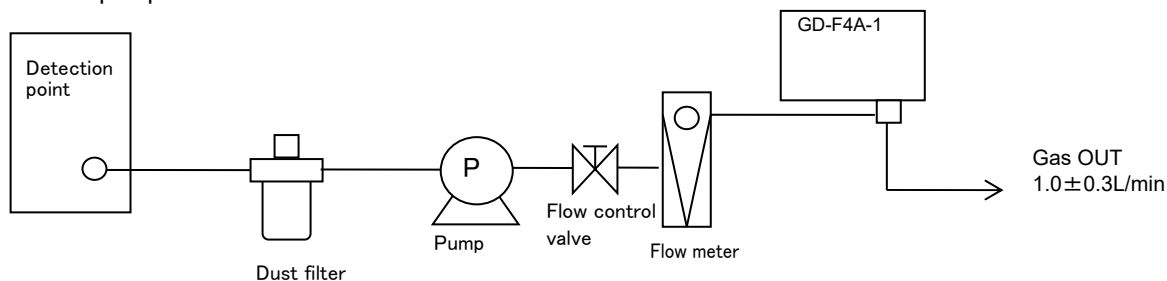 GD-F4A-1
Detection
point
P
Gas OUT
1.0±0.3L/min
Flow control
valve
Pump
Flow meter
Dust filter